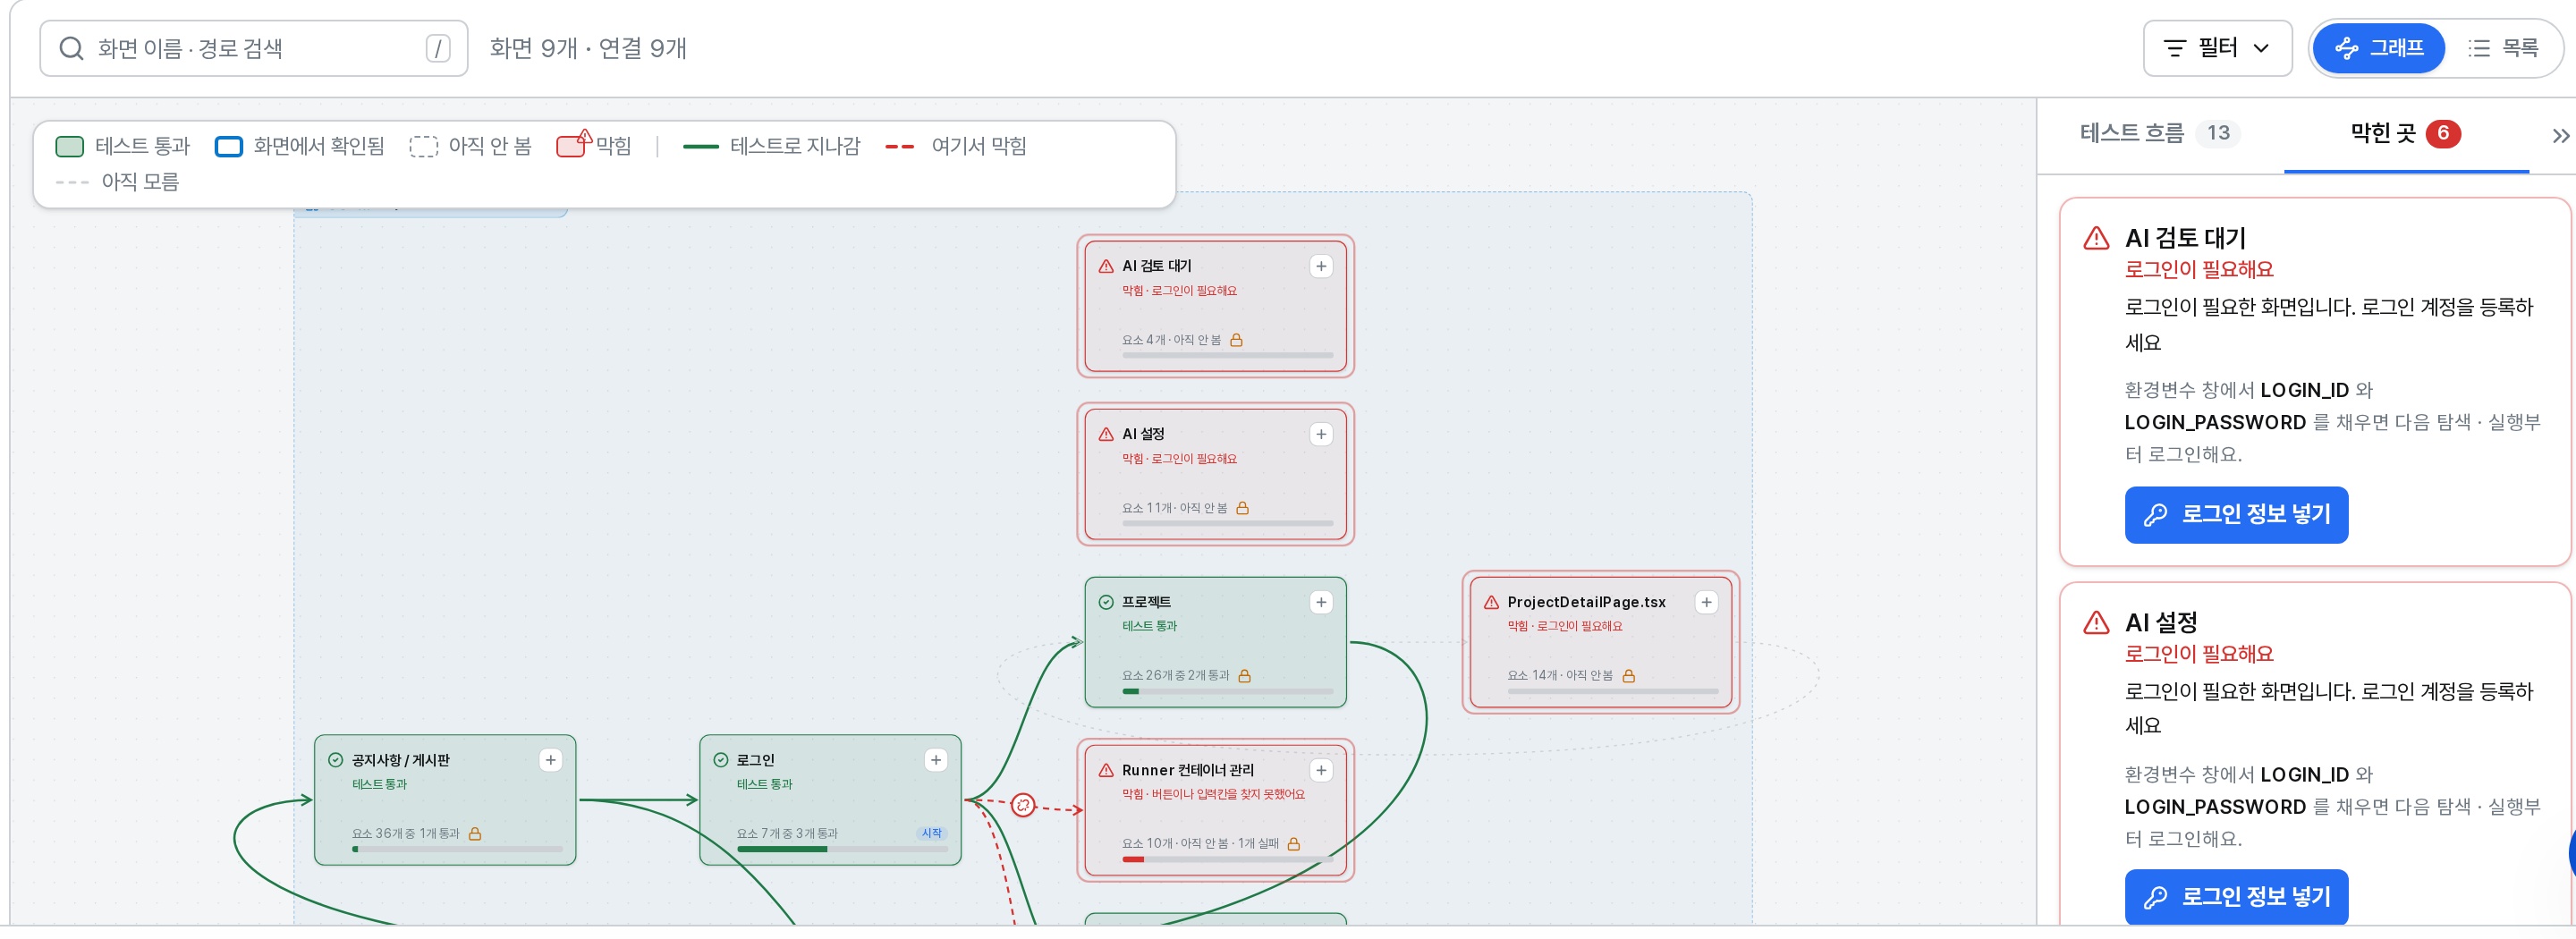 화면 이름 · 경로 검색
/
화면 9개 · 연결 9개
필터
그래프
목록
테스트 통과
화면에서 확인됨
아직 안 봄
막힘
테스트로 지나감
여기서 막힘
아직 모름
AI 검토 대기
막힘 · 로그인이 필요해요
요소 4개 · 아직 안 봄
AI 설정
막힘 · 로그인이 필요해요
요소 11개 · 아직 안 봄
프로젝트
테스트 통과
요소 26개 중 2개 통과
ProjectDetailPage.tsx
막힘 · 로그인이 필요해요
요소 14개 · 아직 안 봄
공지사항 / 게시판
테스트 통과
요소 36개 중 1개 통과
로그인
테스트 통과
요소 7개 중 3개 통과
시작
Runner 컨테이너 관리
막힘 · 버튼이나 입력칸을 찾지 못했어요
요소 10개 · 아직 안 봄 · 1개 실패
테스트 흐름 13
막힌 곳 6
AI 검토 대기
로그인이 필요해요
로그인이 필요한 화면입니다. 로그인 계정을 등록하
세요
환경변수 창에서 LOGIN_ID 와
LOGIN_PASSWORD 를 채우면 다음 탐색 · 실행부
터 로그인해요.
로그인 정보 넣기
AI 설정
로그인이 필요해요
로그인이 필요한 화면입니다. 로그인 계정을 등록하
세요
환경변수 창에서 LOGIN_ID 와
LOGIN_PASSWORD 를 채우면 다음 탐색 · 실행부
터 로그인해요.
로그인 정보 넣기